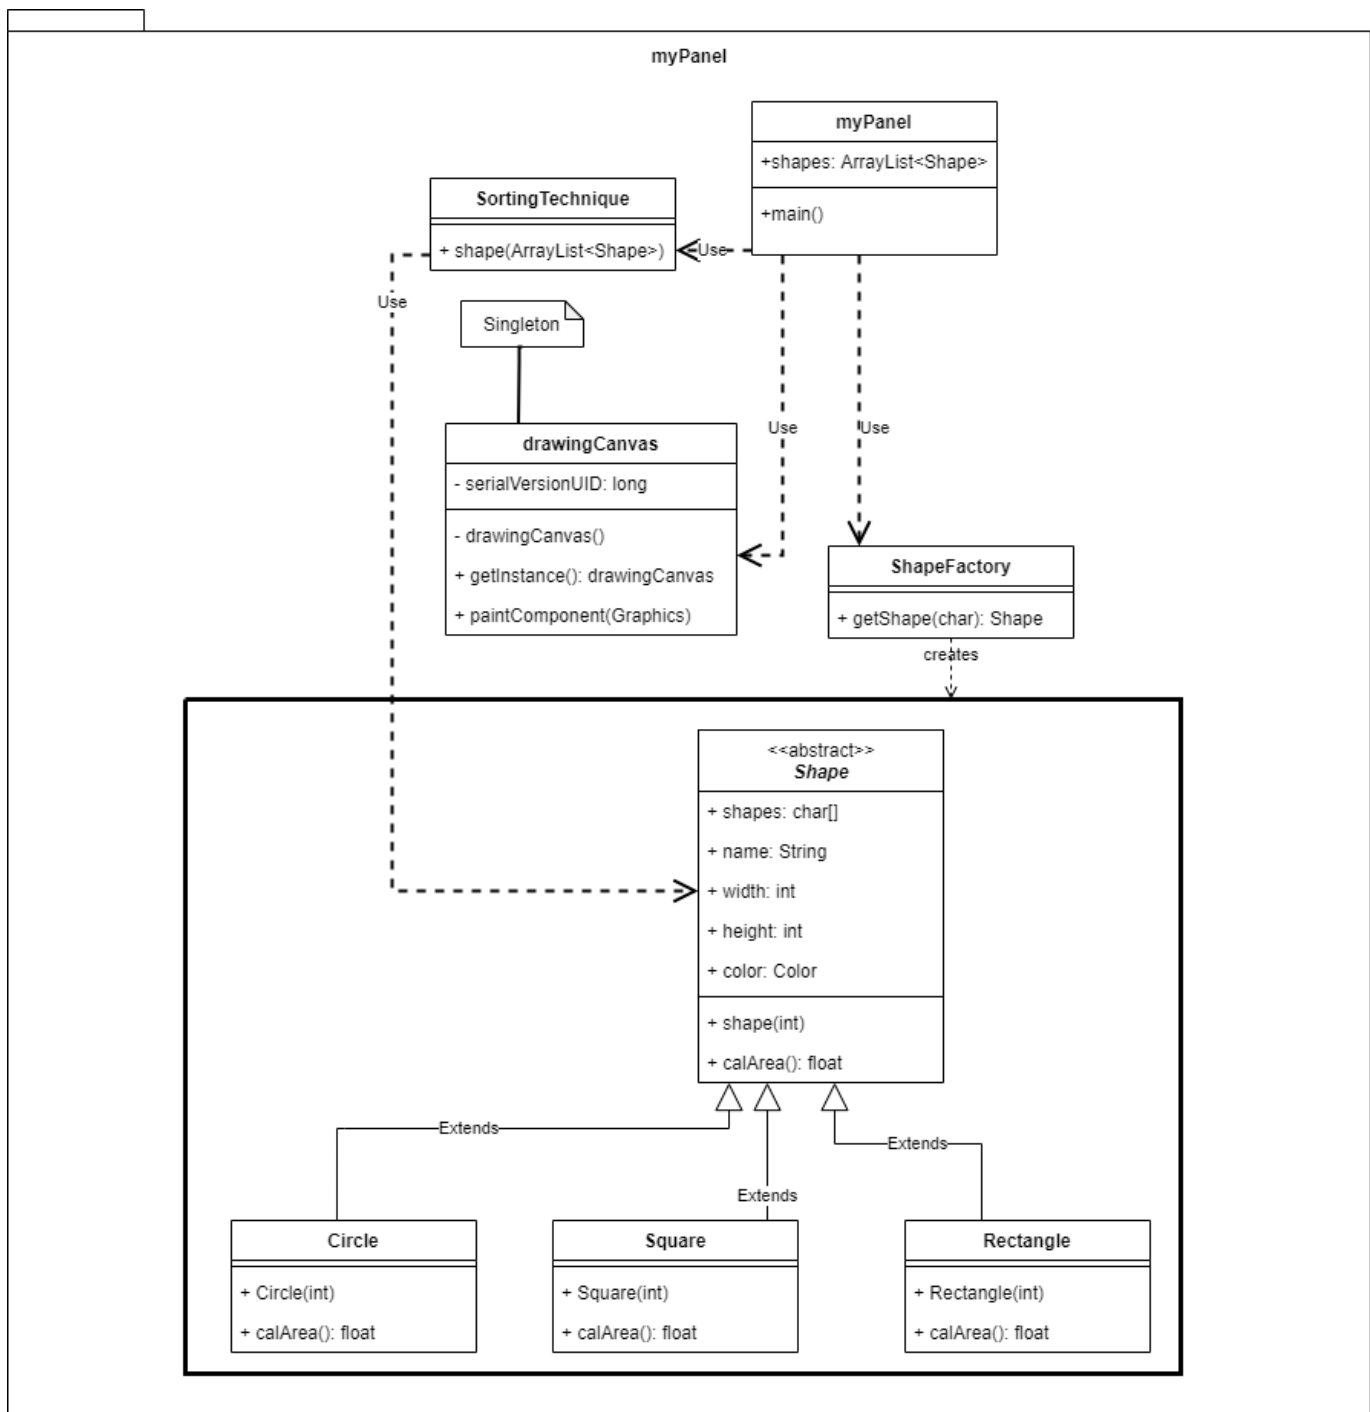 myPanel
myPanel
+shapes: ArrayList<Shape>
+main()
SortingTechnique
+ shape(ArrayList<Shape>)
Use
Use
Singleton
drawingCanvas
- serialVersionUID: long
- drawingCanvas()
+ getInstance(): drawingCanvas
+ paintComponent(Graphics)
Use
Use
ShapeFactory
+ getShape(char): Shape
creates
<<abstract>>
Shape
+ shapes: char[]
+ name: String
+ width: int
+ height: int
+ color: Color
+ shape(int)
+ calArea(): float
Extends
Extends
Extends
Circle
+ Circle(int)
+ calArea(): float
Square
+ Square(int)
+ calArea(): float
Rectangle
+ Rectangle(int)
+ calArea(): float